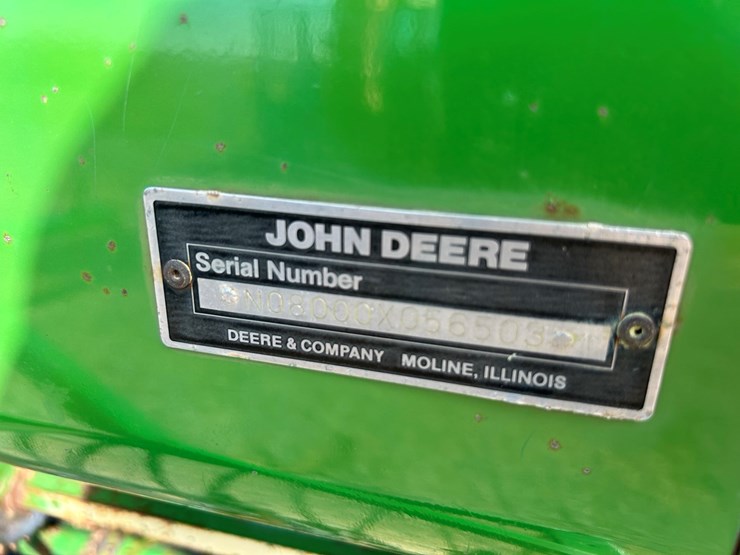 JOHN DEERE
Serial Number
DEERE & COMPANY MOLINE, ILLINOIS